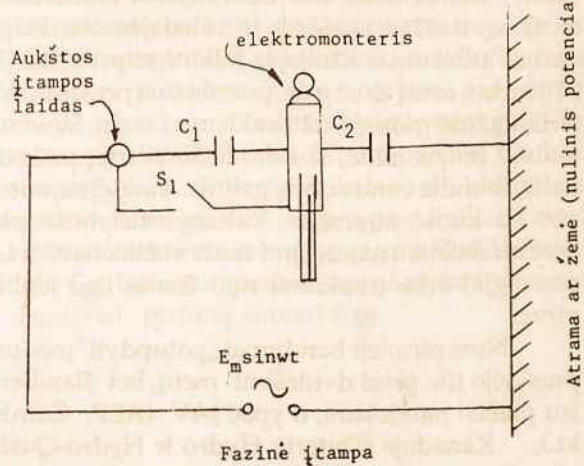 elektromonteris
Aukštos
įtampos
laidas
C1
C2
S1
Emsinwt
Fazinė įtampa
Atrama ar žemė (nulinis potencia